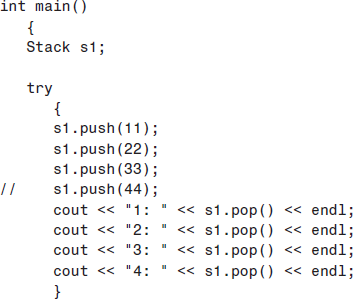 int main()
   {
   Stack s1;

   try
      {
      s1.push(11);
      s1.push(22);
      s1.push(33);
//    s1.push(44);
      cout << "1: " << s1.pop() << endl;
      cout << "2: " << s1.pop() << endl;
      cout << "3: " << s1.pop() << endl;
      cout << "4: " << s1.pop() << endl;
      }